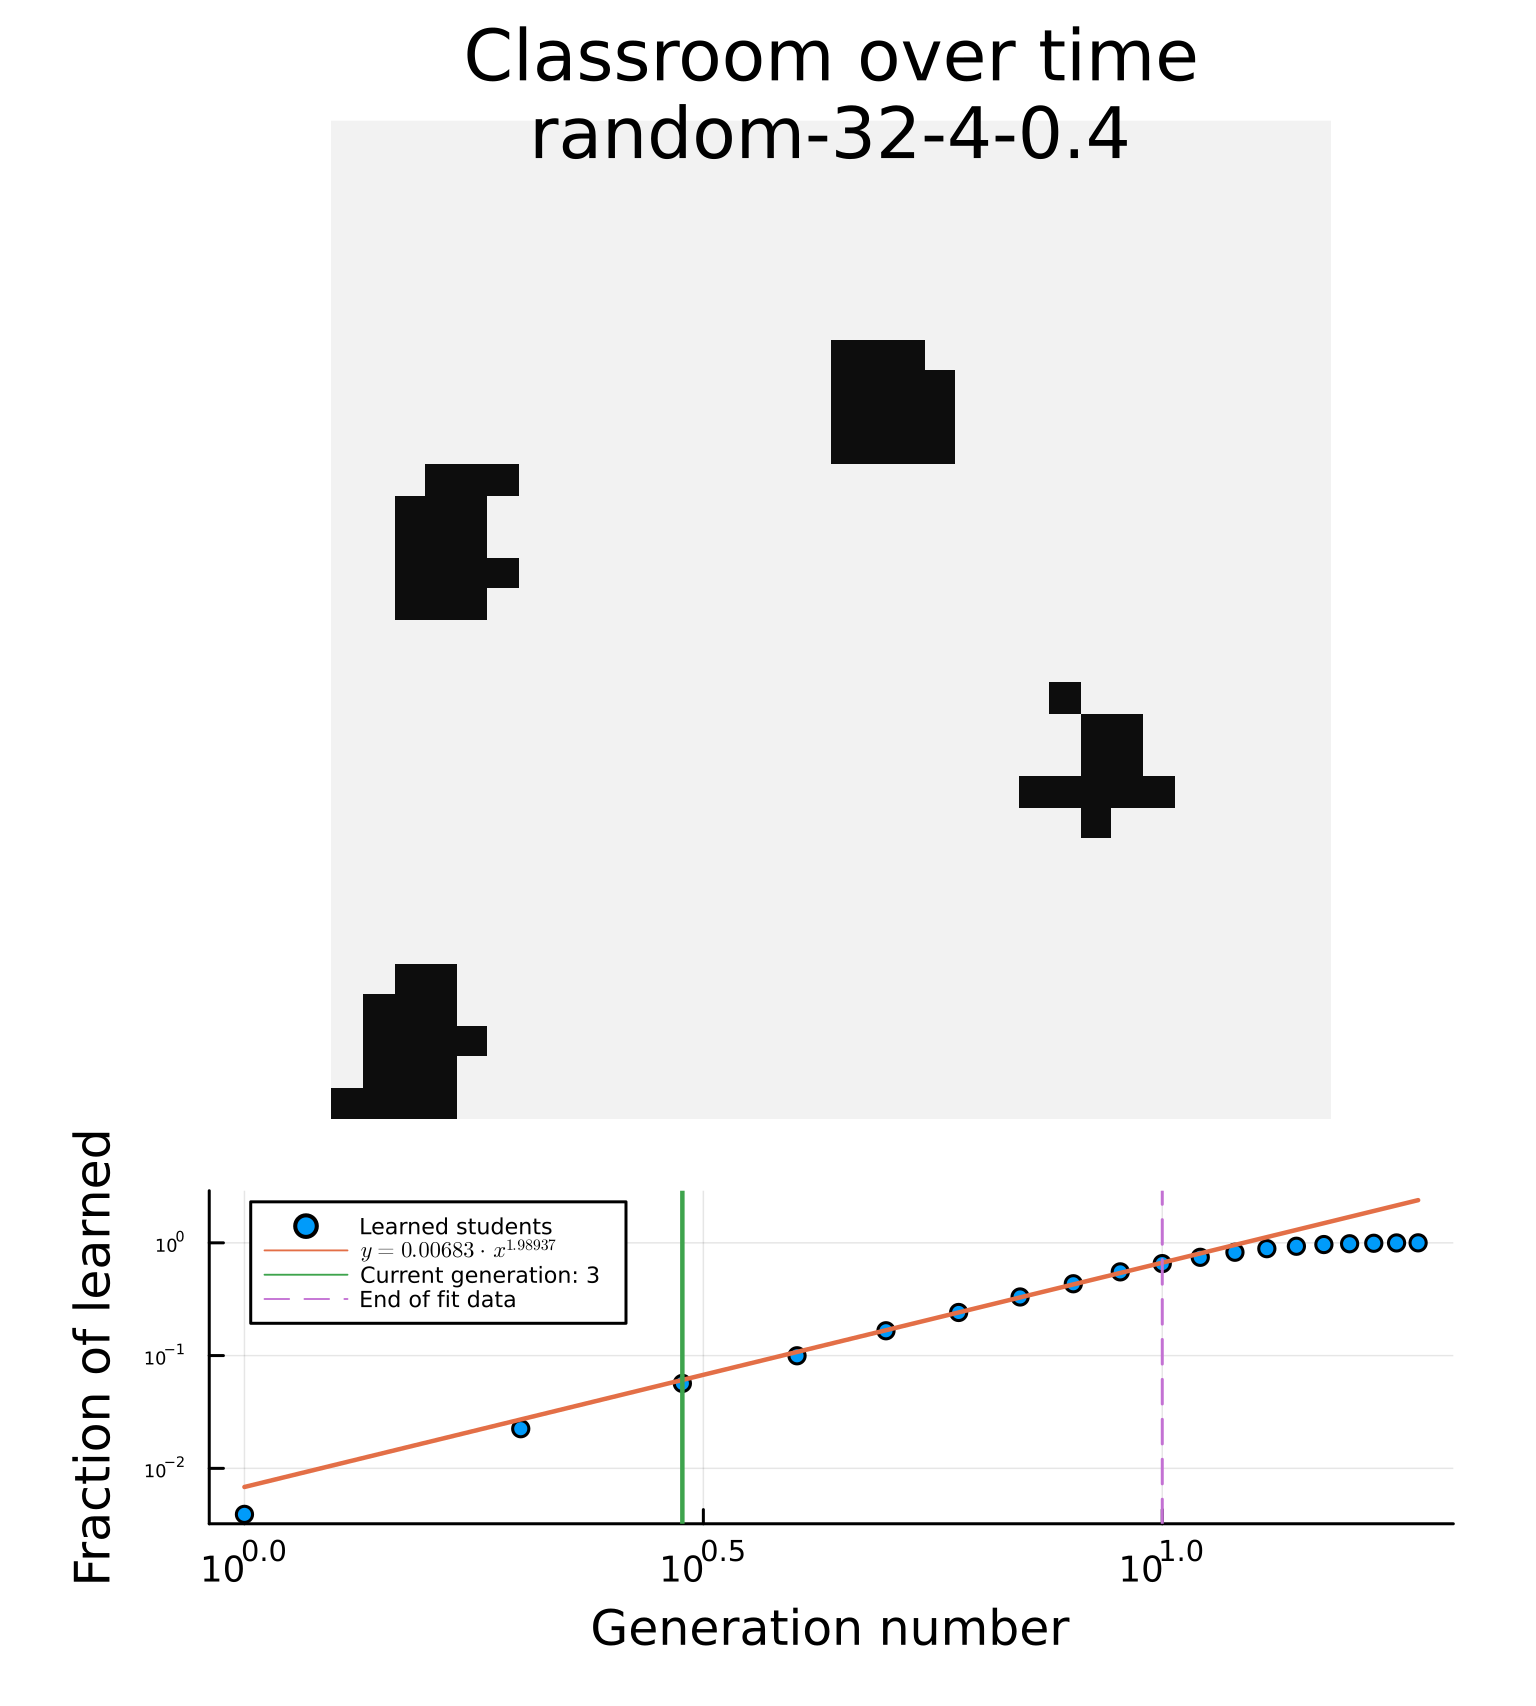 Classroom over time
random-32-4-0.4
Fraction of learned
10⁰
10⁻¹
10⁻²
Learned students
y = 0.00683 · x^1.98937
Current generation: 3
End of fit data
10^0.0 10^0.5 10^1.0
Generation number